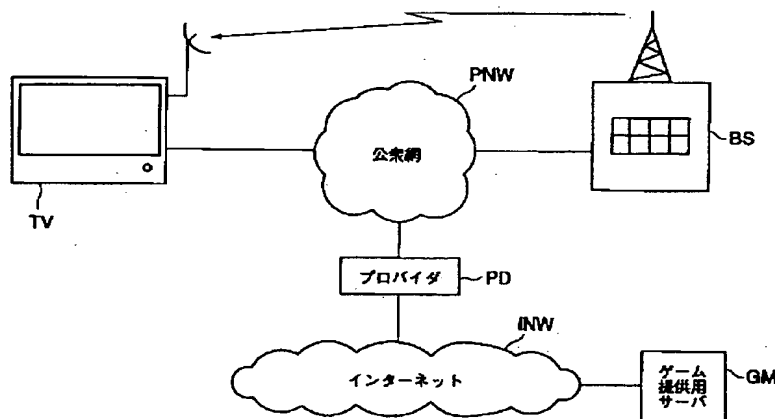 PNW
BS
公衆網
TV
プロバイダ
PD
INW
インターネット
ゲーム
提供用
サーバ
GM